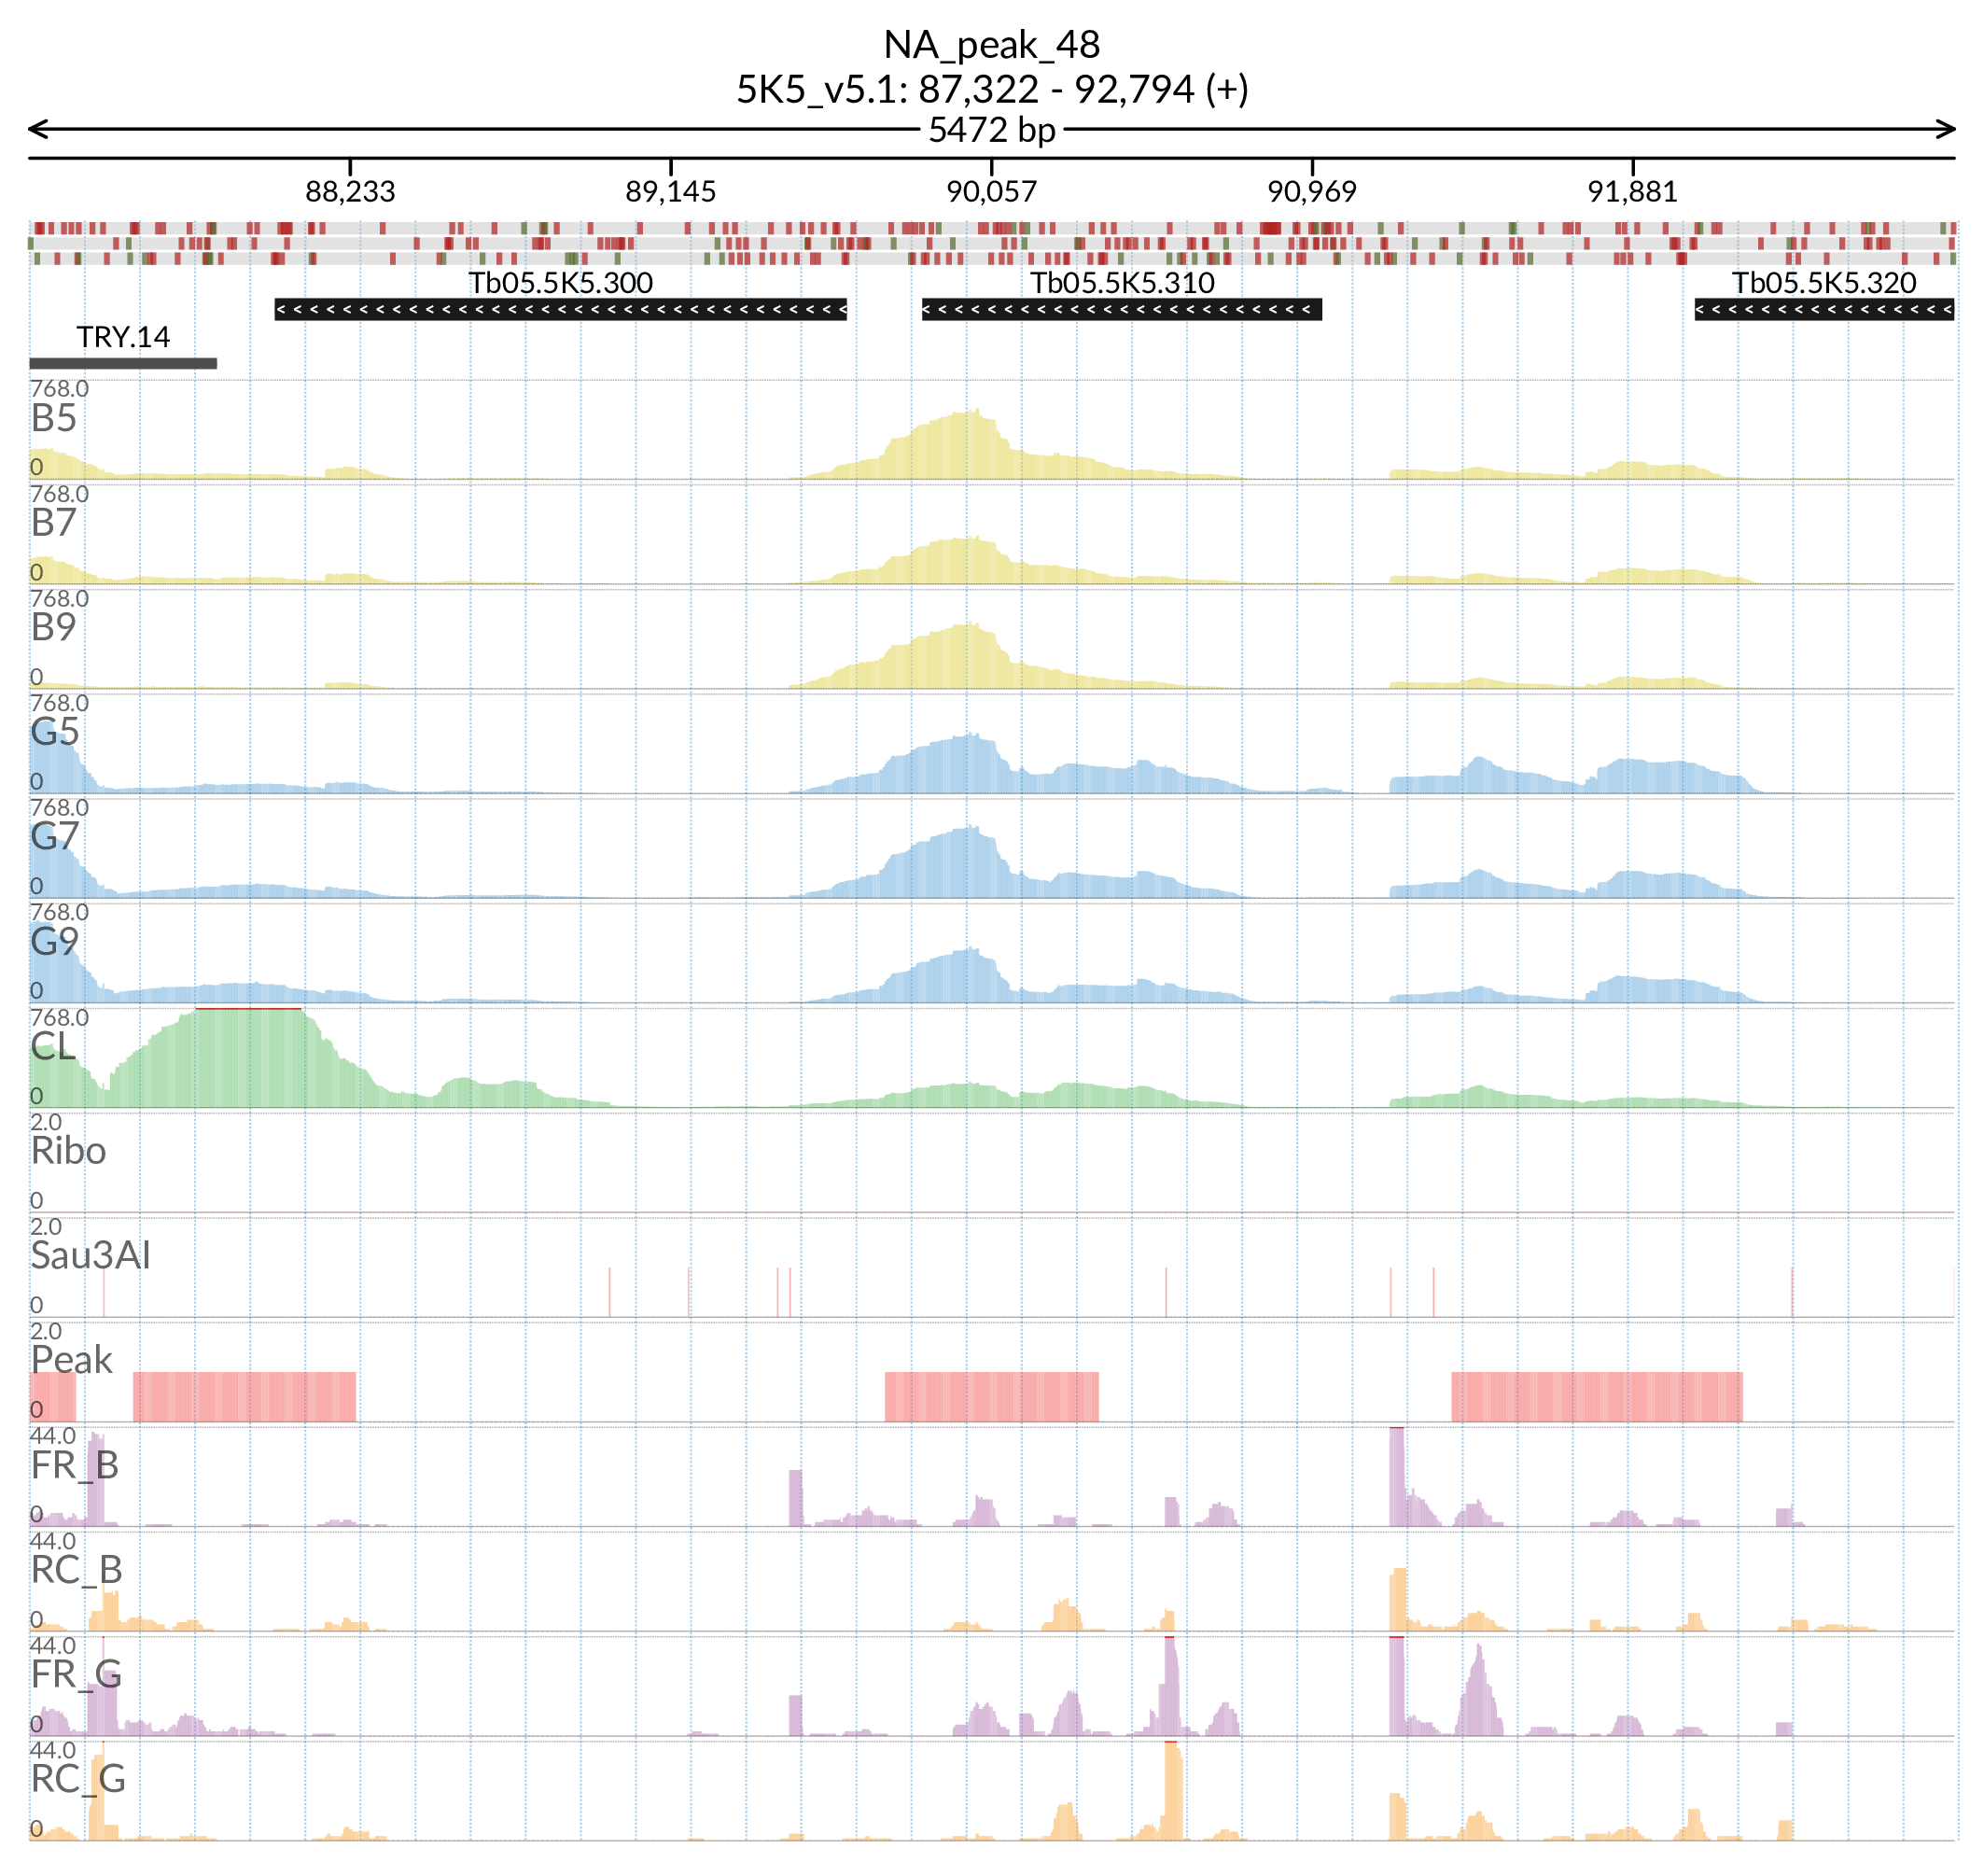 NA_peak_48
5K5_v5.1: 87,322 - 92,794 (+)
5472 bp
88,233 89,145 90,057 90,969 91,881
Tb05.5K5.300 Tb05.5K5.310 Tb05.5K5.320
TRY.14
768.0
B5
0
768.0
B7
0
768.0
B9
0
768.0
G5
0
768.0
G7
0
768.0
G9
0
768.0
CL
0
2.0
Ribo
0
2.0
Sau3AI
0
2.0
Peak
0
44.0
FR_B
0
44.0
RC_B
0
44.0
FR_G
0
44.0
RC_G
0